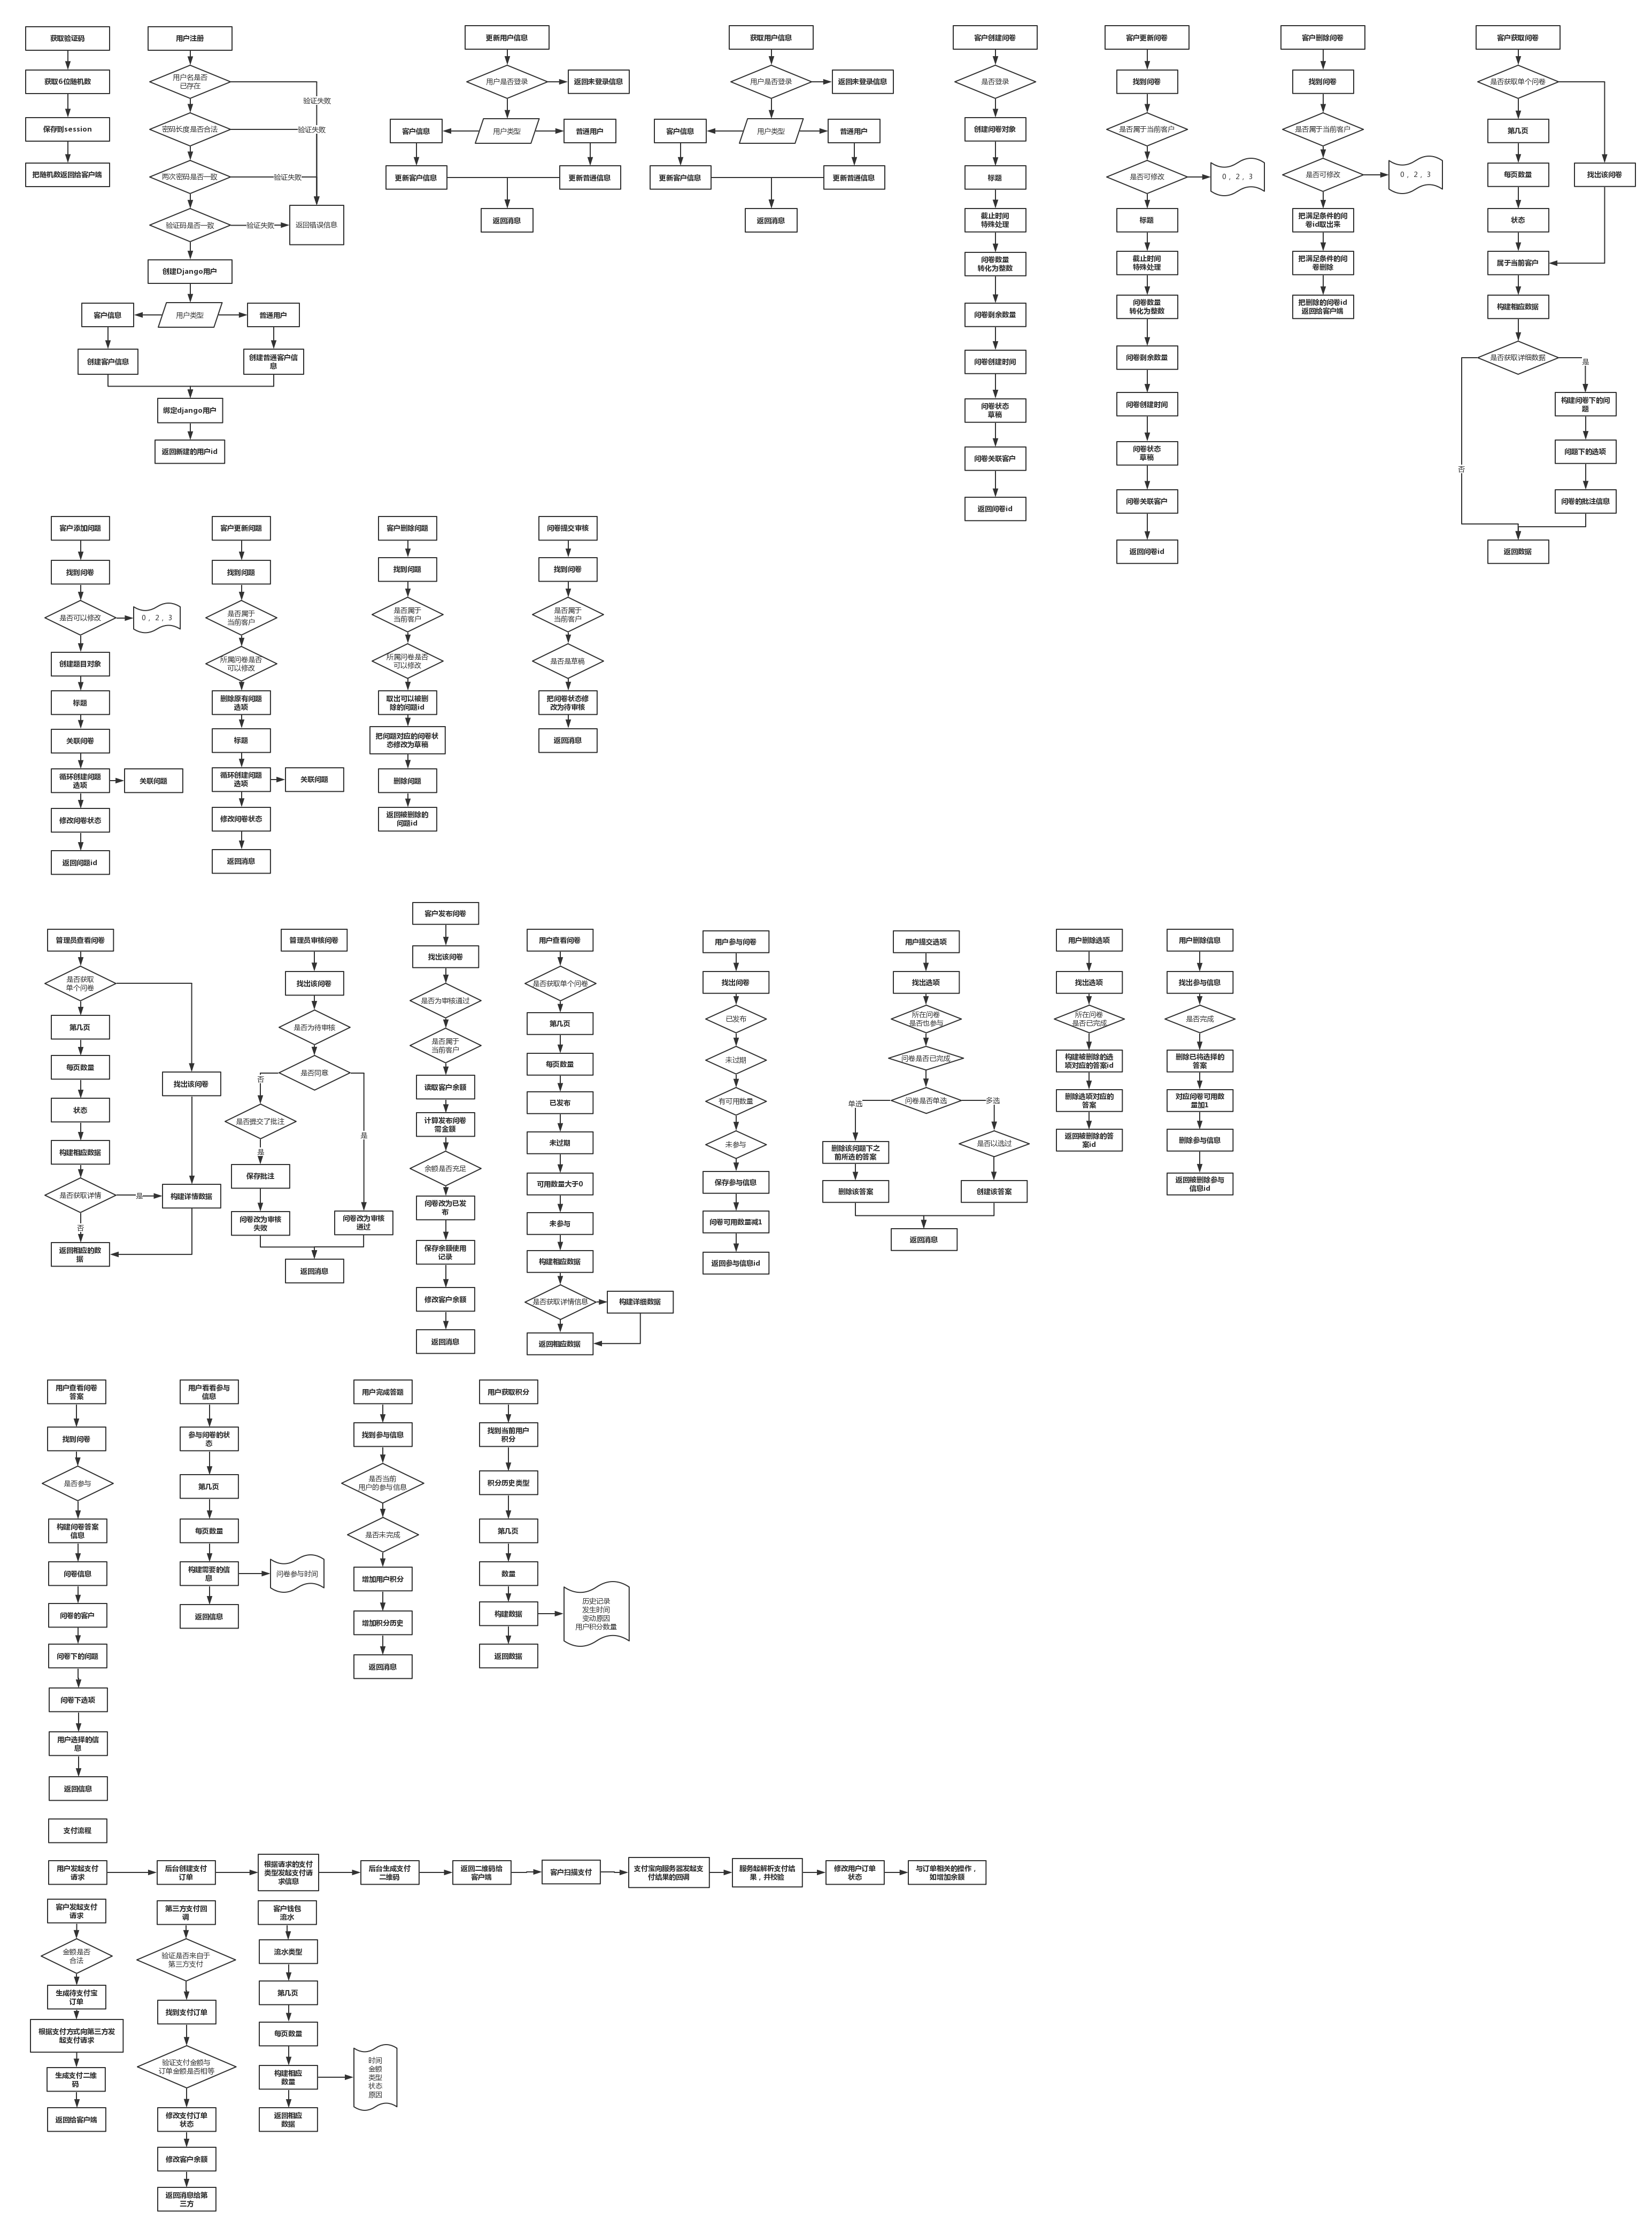 获取验证码
获取6位随机数
保存到session
把随机数返回给客户端
用户注册
用户名是否
已存在
验证失败
密码长度是否合法
验证失败
两次密码是否一致
验证失败
验证码是否一致
验证失败
返回错误信息
创建Django用户
客户信息
用户类型
普通用户
创建客户信息
创建普通客户信
息
绑定django用户
返回新建的用户id
更新用户信息
用户是否登录
返回未登录信息
客户信息
用户类型
普通用户
更新客户信息
更新普通信息
返回消息
获取用户信息
用户是否登录
返回未登录信息
客户信息
用户类型
普通用户
更新客户信息
更新普通信息
返回消息
客户创建问卷
是否登录
创建问卷对象
标题
截止时间
特殊处理
问卷数量
转化为整数
问卷剩余数量
问卷创建时间
问卷状态
草稿
问卷关联客户
返回问卷id
客户更新问卷
找到问卷
是否属于当前客户
是否可修改
0，2，3
标题
截止时间
特殊处理
问卷数量
转化为整数
问卷剩余数量
问卷创建时间
问卷状态
草稿
问卷关联客户
返回问卷id
客户删除问卷
找到问卷
是否属于当前客户
是否可修改
0，2，3
把满足条件的问
卷id取出来
把满足条件的问
卷删除
把删除的问卷id
返回给客户端
客户获取问卷
是否获取单个问卷
第几页
每页数量
找出该问卷
状态
属于当前客户
构建相应数据
是否获取详细数据
是
构建问卷下的问
题
问题下的选项
否
问卷的批注信息
返回数据
客户添加问题
找到问卷
是否可以修改
0，2，3
创建题目对象
标题
关联问卷
循环创建问题
选项
关联问题
修改问卷状态
返回问题id
客户更新问题
找到问题
是否属于
当前客户
所属问卷是否
可以修改
删除原有问题
选项
标题
循环创建问题
选项
关联问题
修改问卷状态
返回消息
客户删除问题
找到问题
是否属于
当前客户
所属问卷是否
可以修改
取出可以被删
除的问题id
把问题对应的问卷状
态修改为草稿
删除问题
返回被删除的
问题id
问卷提交审核
找到问卷
是否属于
当前客户
是否是草稿
把问卷状态修
改为待审核
返回消息
管理员查看问卷
是否获取
单个问卷
第几页
每页数量
找出该问卷
状态
构建相应数据
是否获取详情
是
构建详情数据
否
返回相应的数
据
管理员审核问卷
找出该问卷
是否为待审核
是否同意
否
是否提交了批注
是
是
保存批注
问卷改为审核
失败
问卷改为审核
通过
返回消息
客户发布问卷
找出该问卷
是否为审核通过
是否属于
当前客户
读取客户余额
计算发布问卷
需金额
余额是否充足
问卷改为已发
布
保存余额使用
记录
修改客户余额
返回消息
用户查看问卷
是否获取单个问卷
第几页
每页数量
已发布
未过期
可用数量大于0
未参与
构建相应数据
是否获取详情信息
构建详细数据
返回相应数据
用户参与问卷
找出问卷
已发布
未过期
有可用数量
未参与
保存参与信息
问卷可用数量减1
返回参与信息id
用户提交选项
找出选项
所在问卷
是否也参与
问卷是否已完成
问卷是否单选
单选
多选
删除该问题下之
前所选的答案
是否以选过
删除该答案
创建该答案
返回消息
用户删除选项
找出选项
所在问卷
是否已完成
构建被删除的选
项对应的答案id
删除选项对应的
答案
返回被删除的答
案id
用户删除信息
找出参与信息
是否完成
删除已将选择的
答案
对应问卷可用数
量加1
删除参与信息
返回被删除参与
信息id
用户查看问卷
答案
找到问卷
是否参与
构建问卷答案
信息
问卷信息
问卷的客户
问卷下的问题
问卷下选项
用户选择的信
息
返回信息
用户看看参与
信息
参与问卷的状
态
第几页
每页数量
构建需要的信
息
问卷参与时间
返回信息
用户完成答题
找到参与信息
是否当前
用户的参与信息
是否未完成
增加用户积分
增加积分历史
返回消息
用户获取积分
找到当前用户
积分
积分历史类型
第几页
数量
构建数据
历史记录
发生时间
变动原因
用户积分数量
返回数据
支付流程
用户发起支付
请求
后台创建支付
订单
根据请求的支付
类型发起支付请
求信息
后台生成支付
二维码
返回二维码给
客户端
客户扫描支付
支付宝向服务器发起支
付结果的回调
服务起解析支付结
果，并校验
修改用户订单
状态
与订单相关的操作，
如增加余额
客户发起支付
请求
金额是否
合法
生成待支付宝
订单
根据支付方式向第三方发
起支付请求
生成支付二维
码
返回给客户端
第三方支付回
调
验证是否来自于
第三方支付
找到支付订单
验证支付金额与
订单金额是否相等
修改支付订单
状态
修改客户余额
返回消息给第
三方
客户钱包
流水
流水类型
第几页
每页数量
构建相应
数量
时间
金额
类型
状态
原因
返回相应
数据